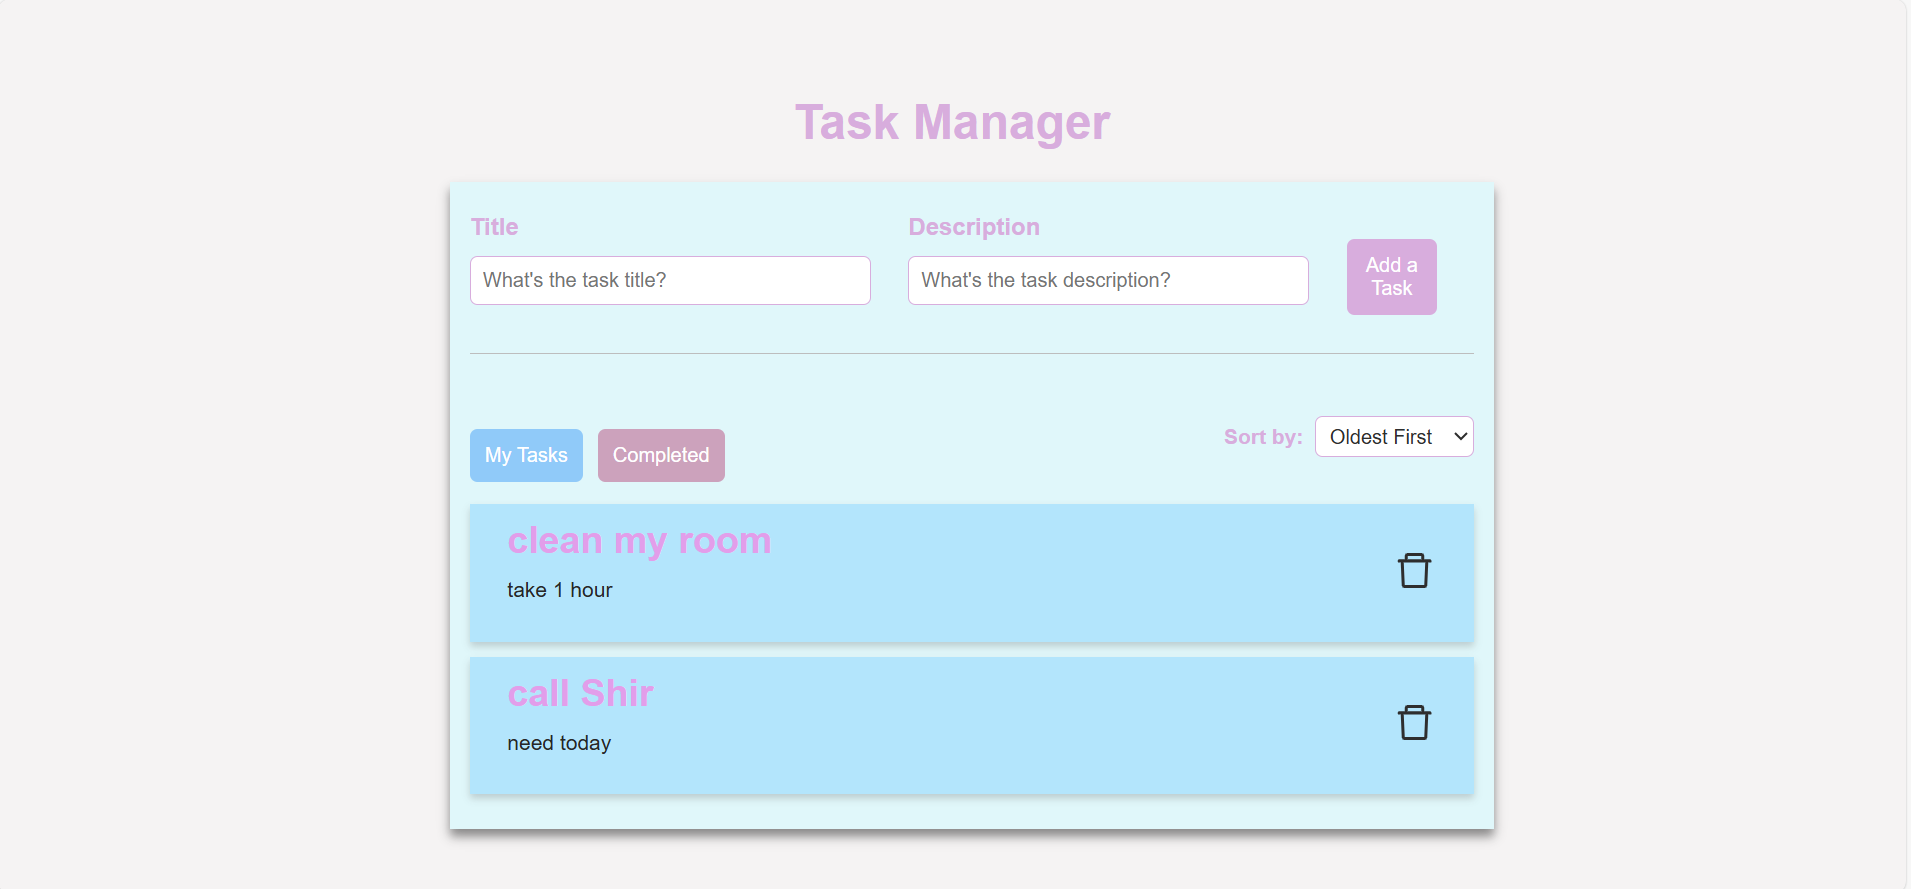 Task Manager
Title
Description
What's the task title?
What's the task description?
Add a
Task
My Tasks
Completed
Sort by:
Oldest First
clean my room
take 1 hour
call Shir
need today